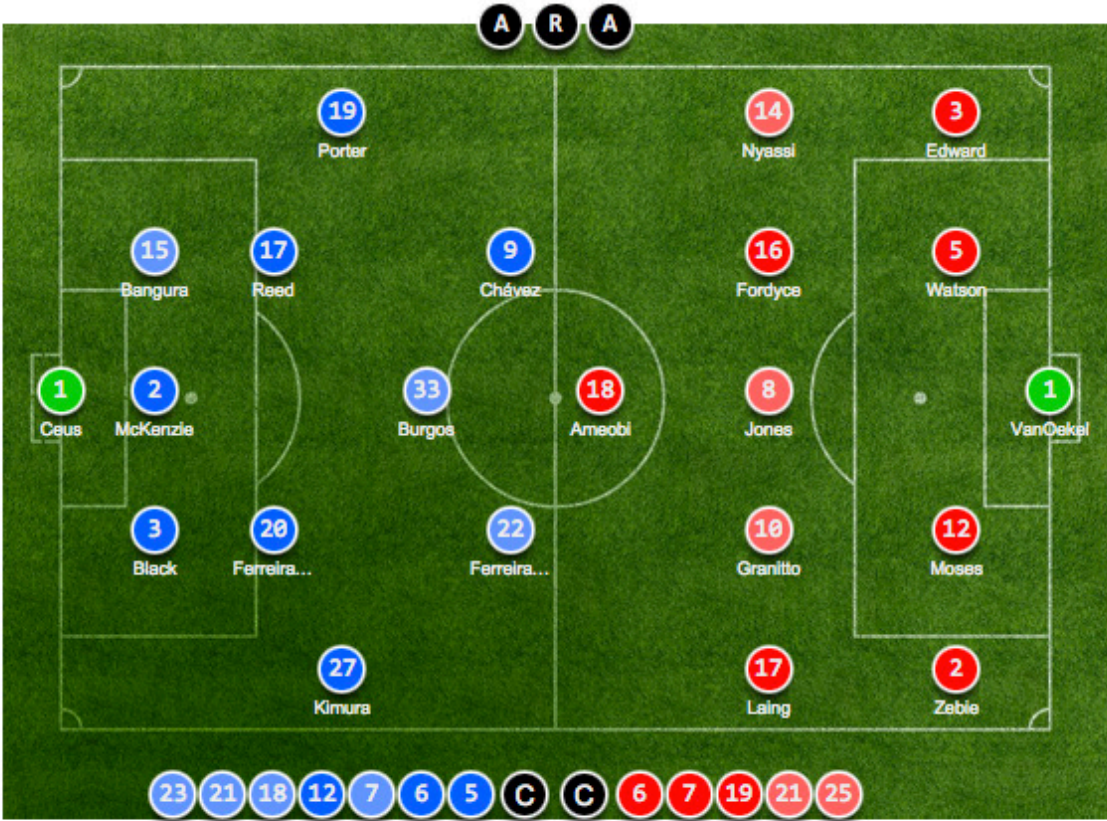 A R A
19 14 3
Porter Nyassi Edward
15 17 9 16 5
Bangura Reed Chávez Fordyce Watson
1 2 33 18 8 1
Ceus McKenzie Burgos Ameobi Jones VanOekel
3 20 22 10 12
Black Ferreira... Ferreira... Granitto Moses
27 17 2
Kimura Laing Zebie
23 21 18 12 7 6 5 C C 6 7 19 21 25